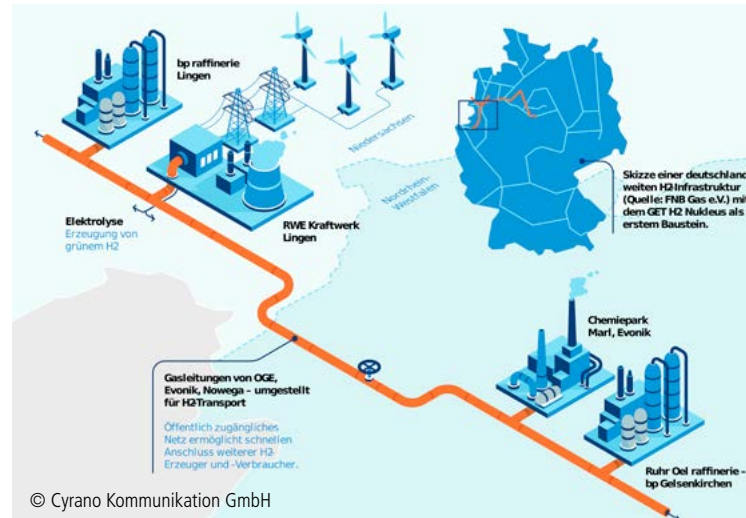 bp raffinerie
Lingen
Niedersachsen
Nordrhein-
Westfalen
Skizze einer deutschland
weiten H2-Infrastruktur
(Quelle: FNB Gas e.V.) mit
dem GET H2 Nukleus als
erstem Baustein.
Elektrolyse
Erzeugung von
grünem H2
RWE Kraftwerk
Lingen
Chemiepark
Marl, Evonik
Gasleitungen von OGE,
Evonik, Nowega – umgestellt
für H2-Transport
Öffentlich zugängliches
Netz ermöglicht schnellen
Anschluss weiterer H2-
Erzeuger und -Verbraucher.
Ruhr Oel raffinerie –
bp Gelsenkirchen
© Cyrano Kommunikation GmbH